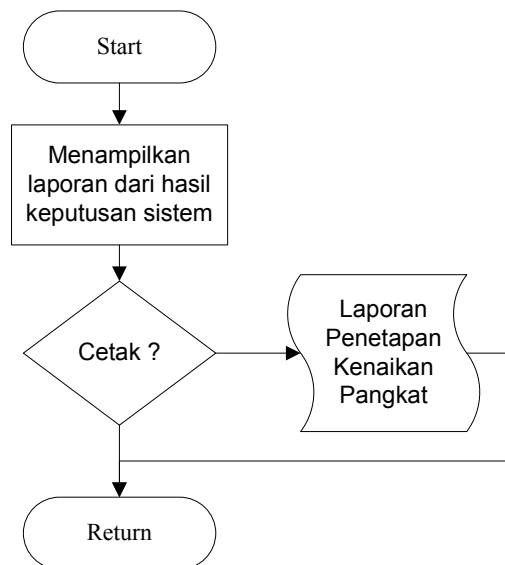 Start
Menampilkan
laporan dari hasil
keputusan sistem
Cetak ?
Laporan
Penetapan
Kenaikan
Pangkat
Return